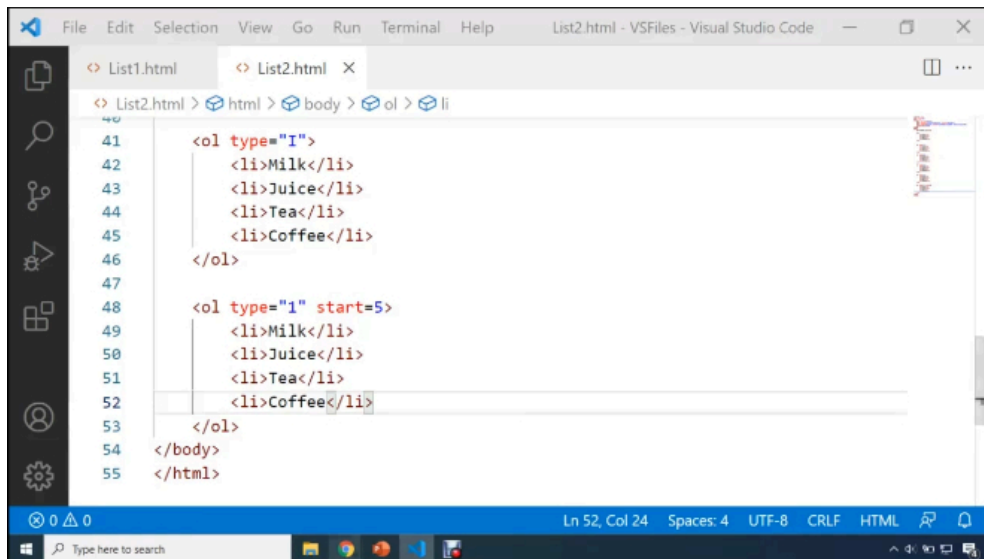 File Edit Selection View Go Run Terminal Help List2.html - VSFiles - Visual Studio Code
List1.html List2.html
List2.html > html > body > ol > li
40
41 <ol type="I">
42 <li>Milk</li>
43 <li>Juice</li>
44 <li>Tea</li>
45 <li>Coffee</li>
46 </ol>
47
48 <ol type="1" start=5>
49 <li>Milk</li>
50 <li>Juice</li>
51 <li>Tea</li>
52 <li>Coffee</li>
53 </ol>
54 </body>
55 </html>
0 0 Ln 52, Col 24 Spaces: 4 UTF-8 CRLF HTML
Type here to search